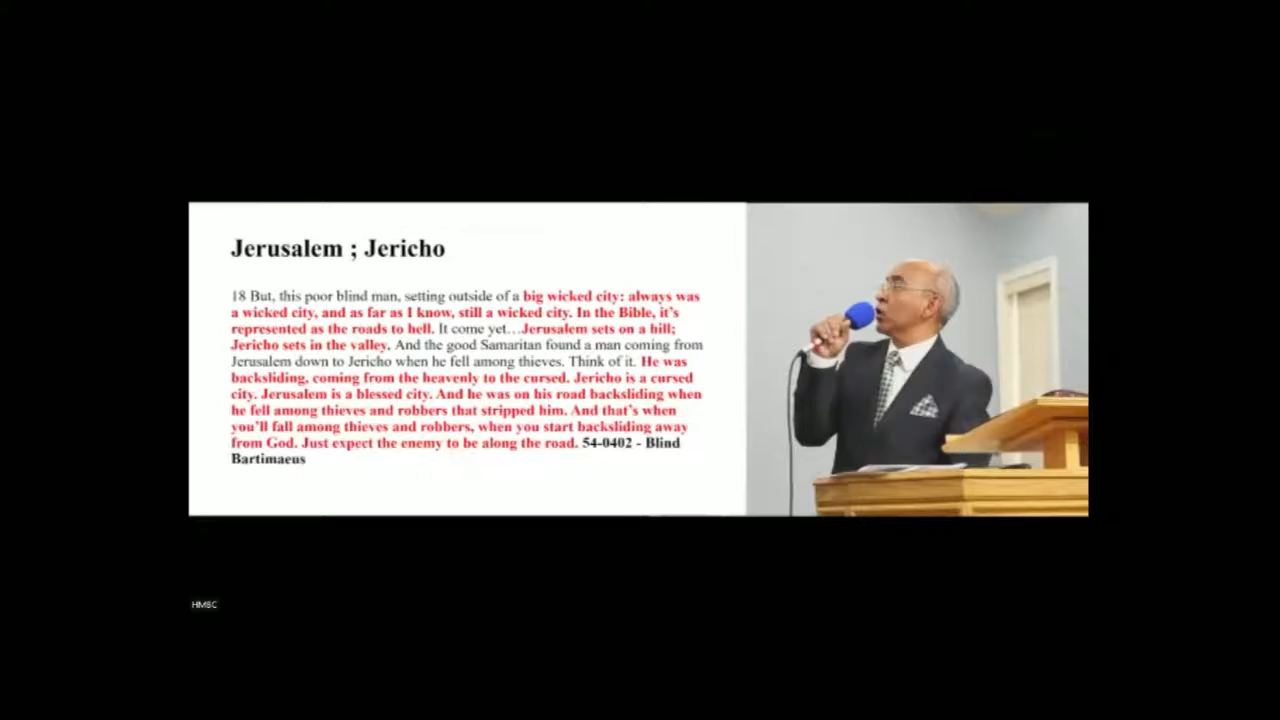 Jerusalem ; Jericho
18 But, this poor blind man, setting outside of a big wicked city: always was
a wicked city, and as far as I know, still a wicked city. In the Bible, it's
represented as the roads to hell. It come yet…Jerusalem sets on a hill;
Jericho sets in the valley. And the good Samaritan found a man coming from
Jerusalem down to Jericho when he fell among thieves. Think of it. He was
backsliding, coming from the heavenly to the cursed. Jericho is a cursed
city. Jerusalem is a blessed city. And he was on his road backsliding when
he fell among thieves and robbers that stripped him. And that's when
you'll fall among thieves and robbers, when you start backsliding away
from God. Just expect the enemy to be along the road. 54-0402 - Blind
Bartimaeus
HMBC